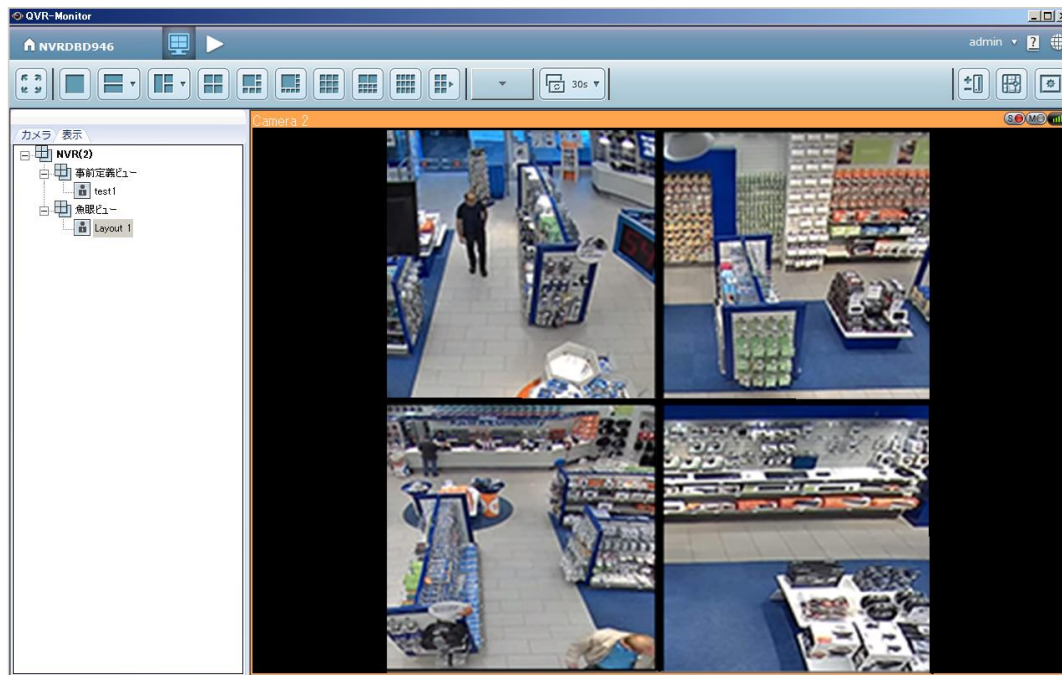 QVR-Monitor
NVRDBD946
admin
?
30s
カメラ
表示
Camera 2
S
M
NVR(2)
事前定義ビュー
test1
魚眼ビュー
Layout 1